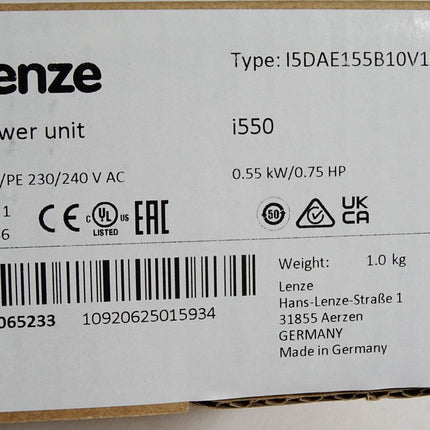 enze
Type: I5DAE155B10V1
wer unit
i550
/PE 230/240 V AC
0.55 kW/0.75 HP
1
6
CE
c UL us
LISTED
EAC
50
UK
CA
Weight: 1.0 kg
Lenze
Hans-Lenze-Straße 1
31855 Aerzen
GERMANY
Made in Germany
065233
10920625015934